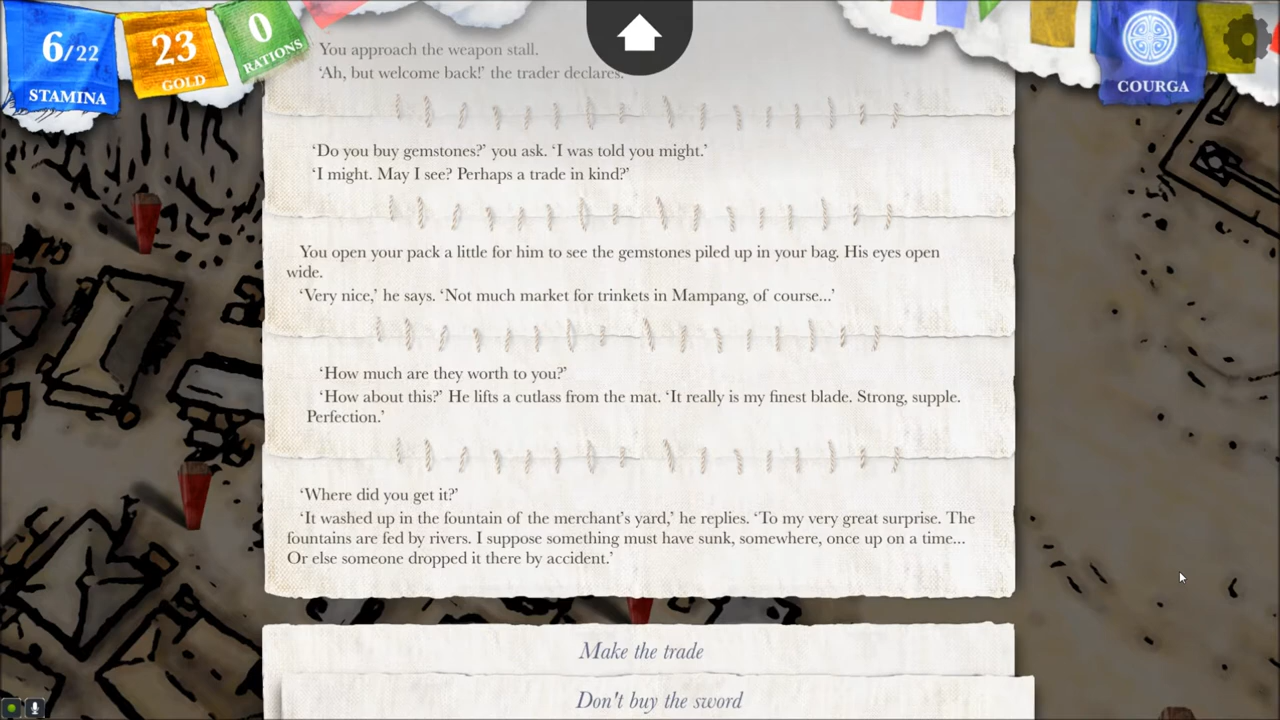 6/22
STAMINA
23
GOLD
0
RATIONS
COURGA
You approach the weapon stall.
‘Ah, but welcome back!’ the trader declares.
‘Do you buy gemstones?’ you ask. ‘I was told you might.’
‘I might. May I see? Perhaps a trade in kind?’
You open your pack a little for him to see the gemstones piled up in your bag. His eyes open
wide.
‘Very nice,’ he says. ‘Not much market for trinkets in Mampang, of course...’
‘How much are they worth to you?’
‘How about this?’ He lifts a cutlass from the mat. ‘It really is my finest blade. Strong, supple.
Perfection.’
‘Where did you get it?’
‘It washed up in the fountain of the merchant’s yard,’ he replies. ‘To my very great surprise. The
fountains are fed by rivers. I suppose something must have sunk, somewhere, once up on a time...
Or else someone dropped it there by accident.’
Make the trade
Don't buy the sword